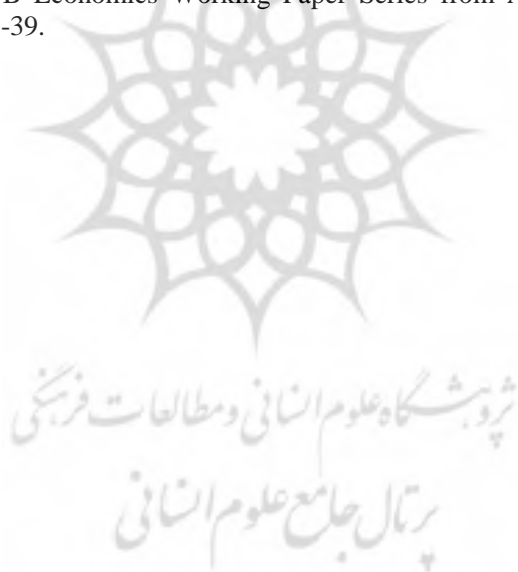 B Economics Working Paper Series from
-39.
پژوهشگاه علوم انسانی و مطالعات فرهنگی
پرتال جامع علوم انسانی